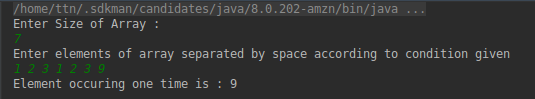 /home/ttn/.sdkman/candidates/java/8.0.202-amzn/bin/java ...
Enter Size of Array :
7
Enter elements of array separated by space according to condition given
1 2 3 1 2 3 9
Element occuring one time is : 9